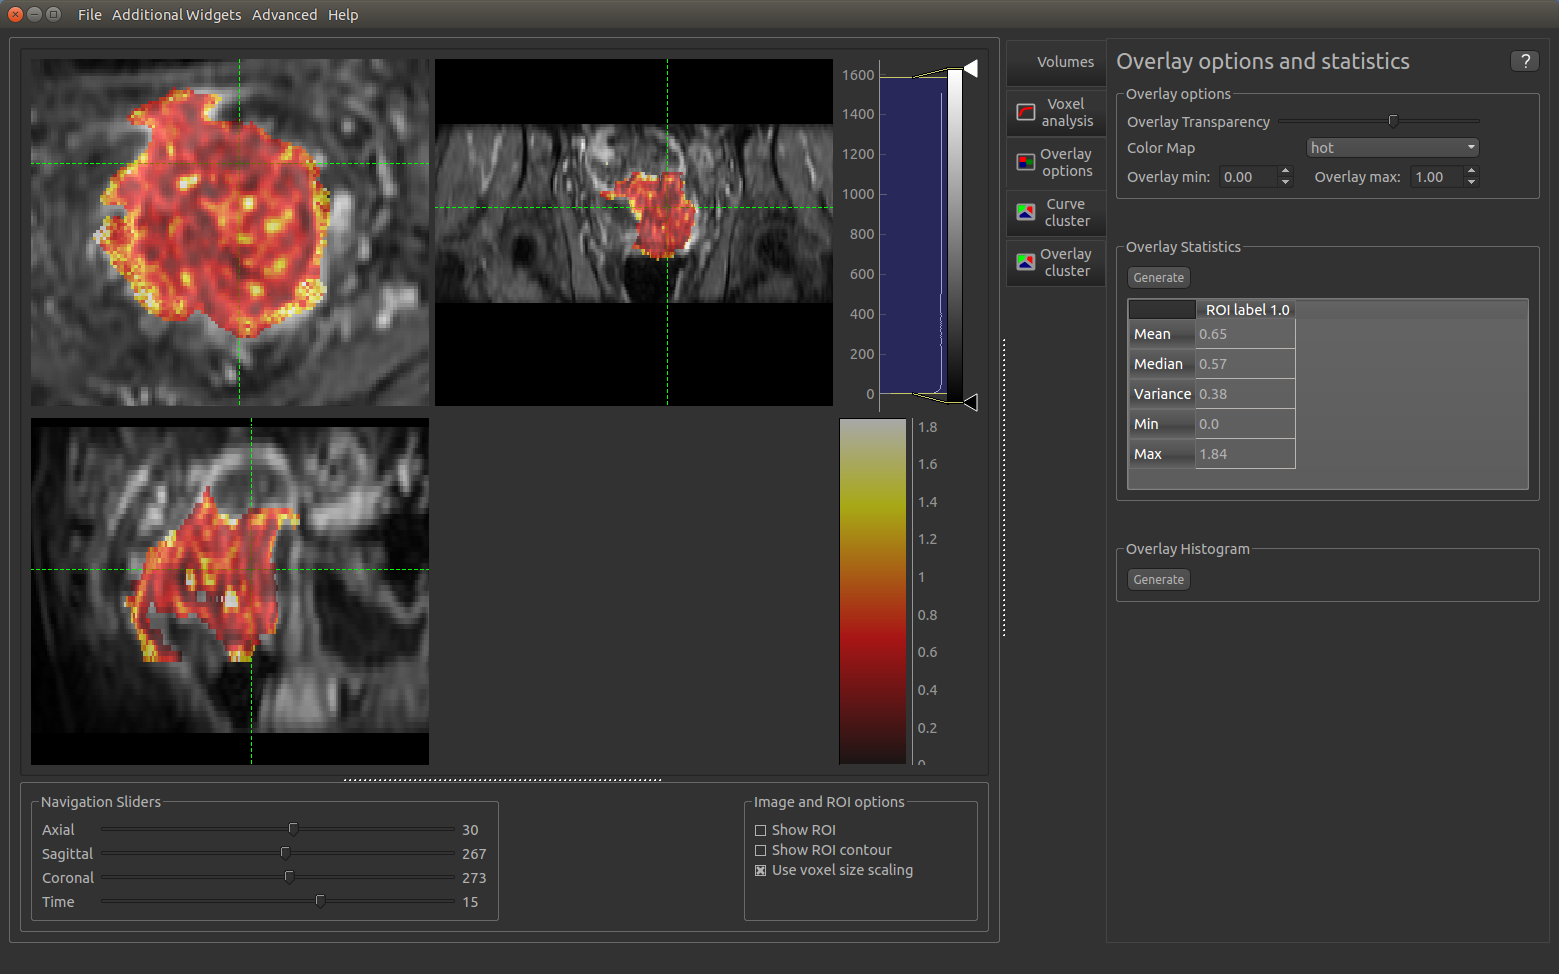 File Additional Widgets Advanced Help
1600
1400
1200
1000
800
600
400
200
0
1.8
1.6
1.4
1.2
1
0.8
0.6
0.4
0.2
0
Navigation Sliders
Axial 30
Sagittal 267
Coronal 273
Time 15
Image and ROI options
Show ROI
Show ROI contour
Use voxel size scaling
Volumes
Voxel
analysis
Overlay
options
Curve
cluster
Overlay
cluster
Overlay options and statistics ?
Overlay options
Overlay Transparency
Color Map hot
Overlay min: 0.00 Overlay max: 1.00
Overlay Statistics
Generate
ROI label 1.0
Mean 0.65
Median 0.57
Variance 0.38
Min 0.0
Max 1.84
Overlay Histogram
Generate